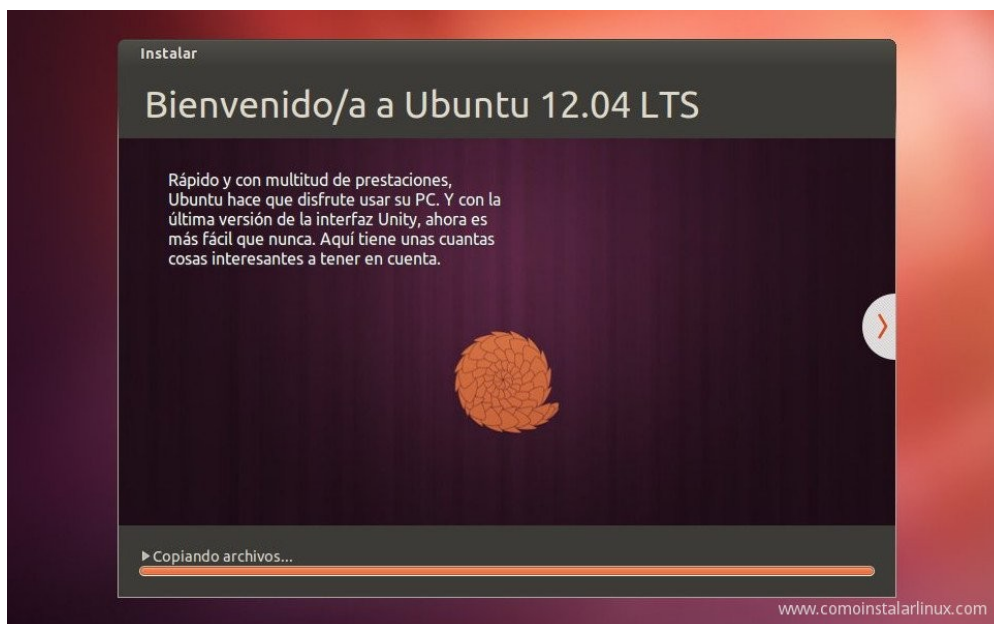 Instalar
Bienvenido/a a Ubuntu 12.04 LTS
Rápido y con multitud de prestaciones,
Ubuntu hace que disfrute usar su PC. Y con la
última versión de la interfaz Unity, ahora es
más fácil que nunca. Aquí tiene unas cuantas
cosas interesantes a tener en cuenta.
Copiando archivos...
www.comoinstalarlinux.com